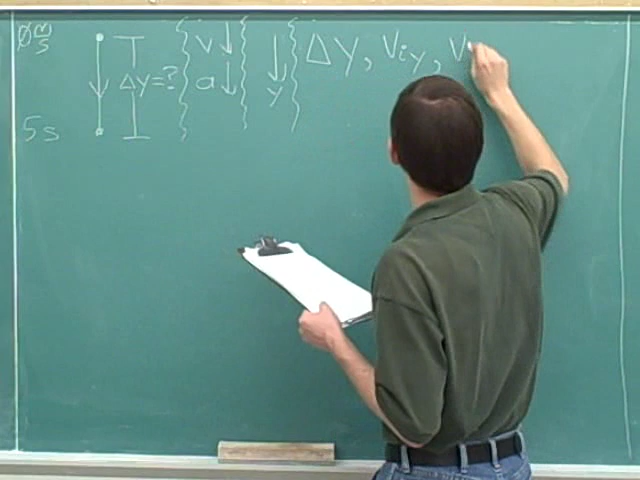 0 m/s
Δy=?
5s
v↓
a↓
↓
y
Δy, Viy, V